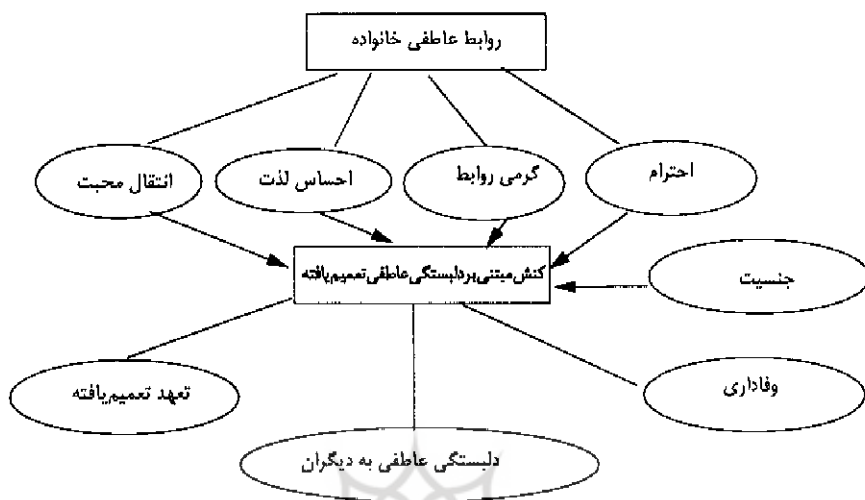 روابط عاطفی خانواده
احترام
گرمی روابط
احساس لذت
انتقال محبت
کنش مبتنی بر دلبستگی عاطفی تعمیم یافته
جنسیت
وفاداری
تعهد تعمیم یافته
دلبستگی عاطفی به دیگران